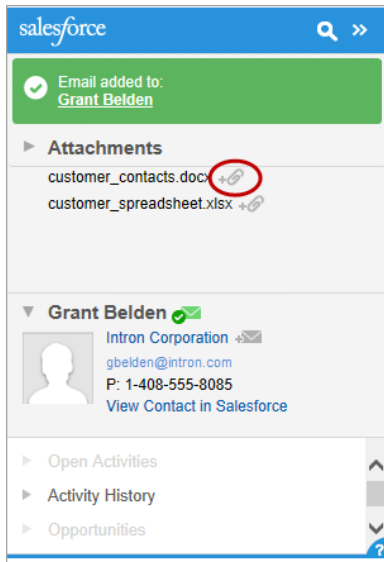 salesforce
Email added to:
Grant Belden
Attachments
customer_contacts.docx
customer_spreadsheet.xlsx
Grant Belden
Intron Corporation
gbelden@intron.com
P: 1-408-555-8085
View Contact in Salesforce
Open Activities
Activity History
Opportunities
?